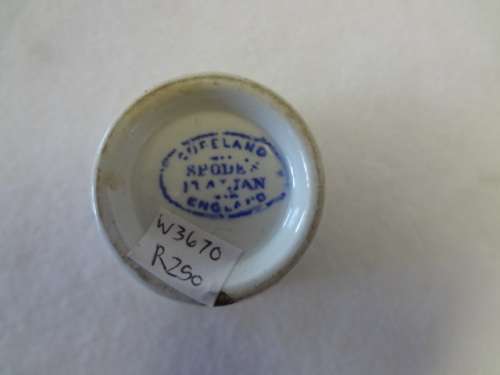 COPELAND
SPODE'S
ITALIAN
ENGLAND
W3670
R250